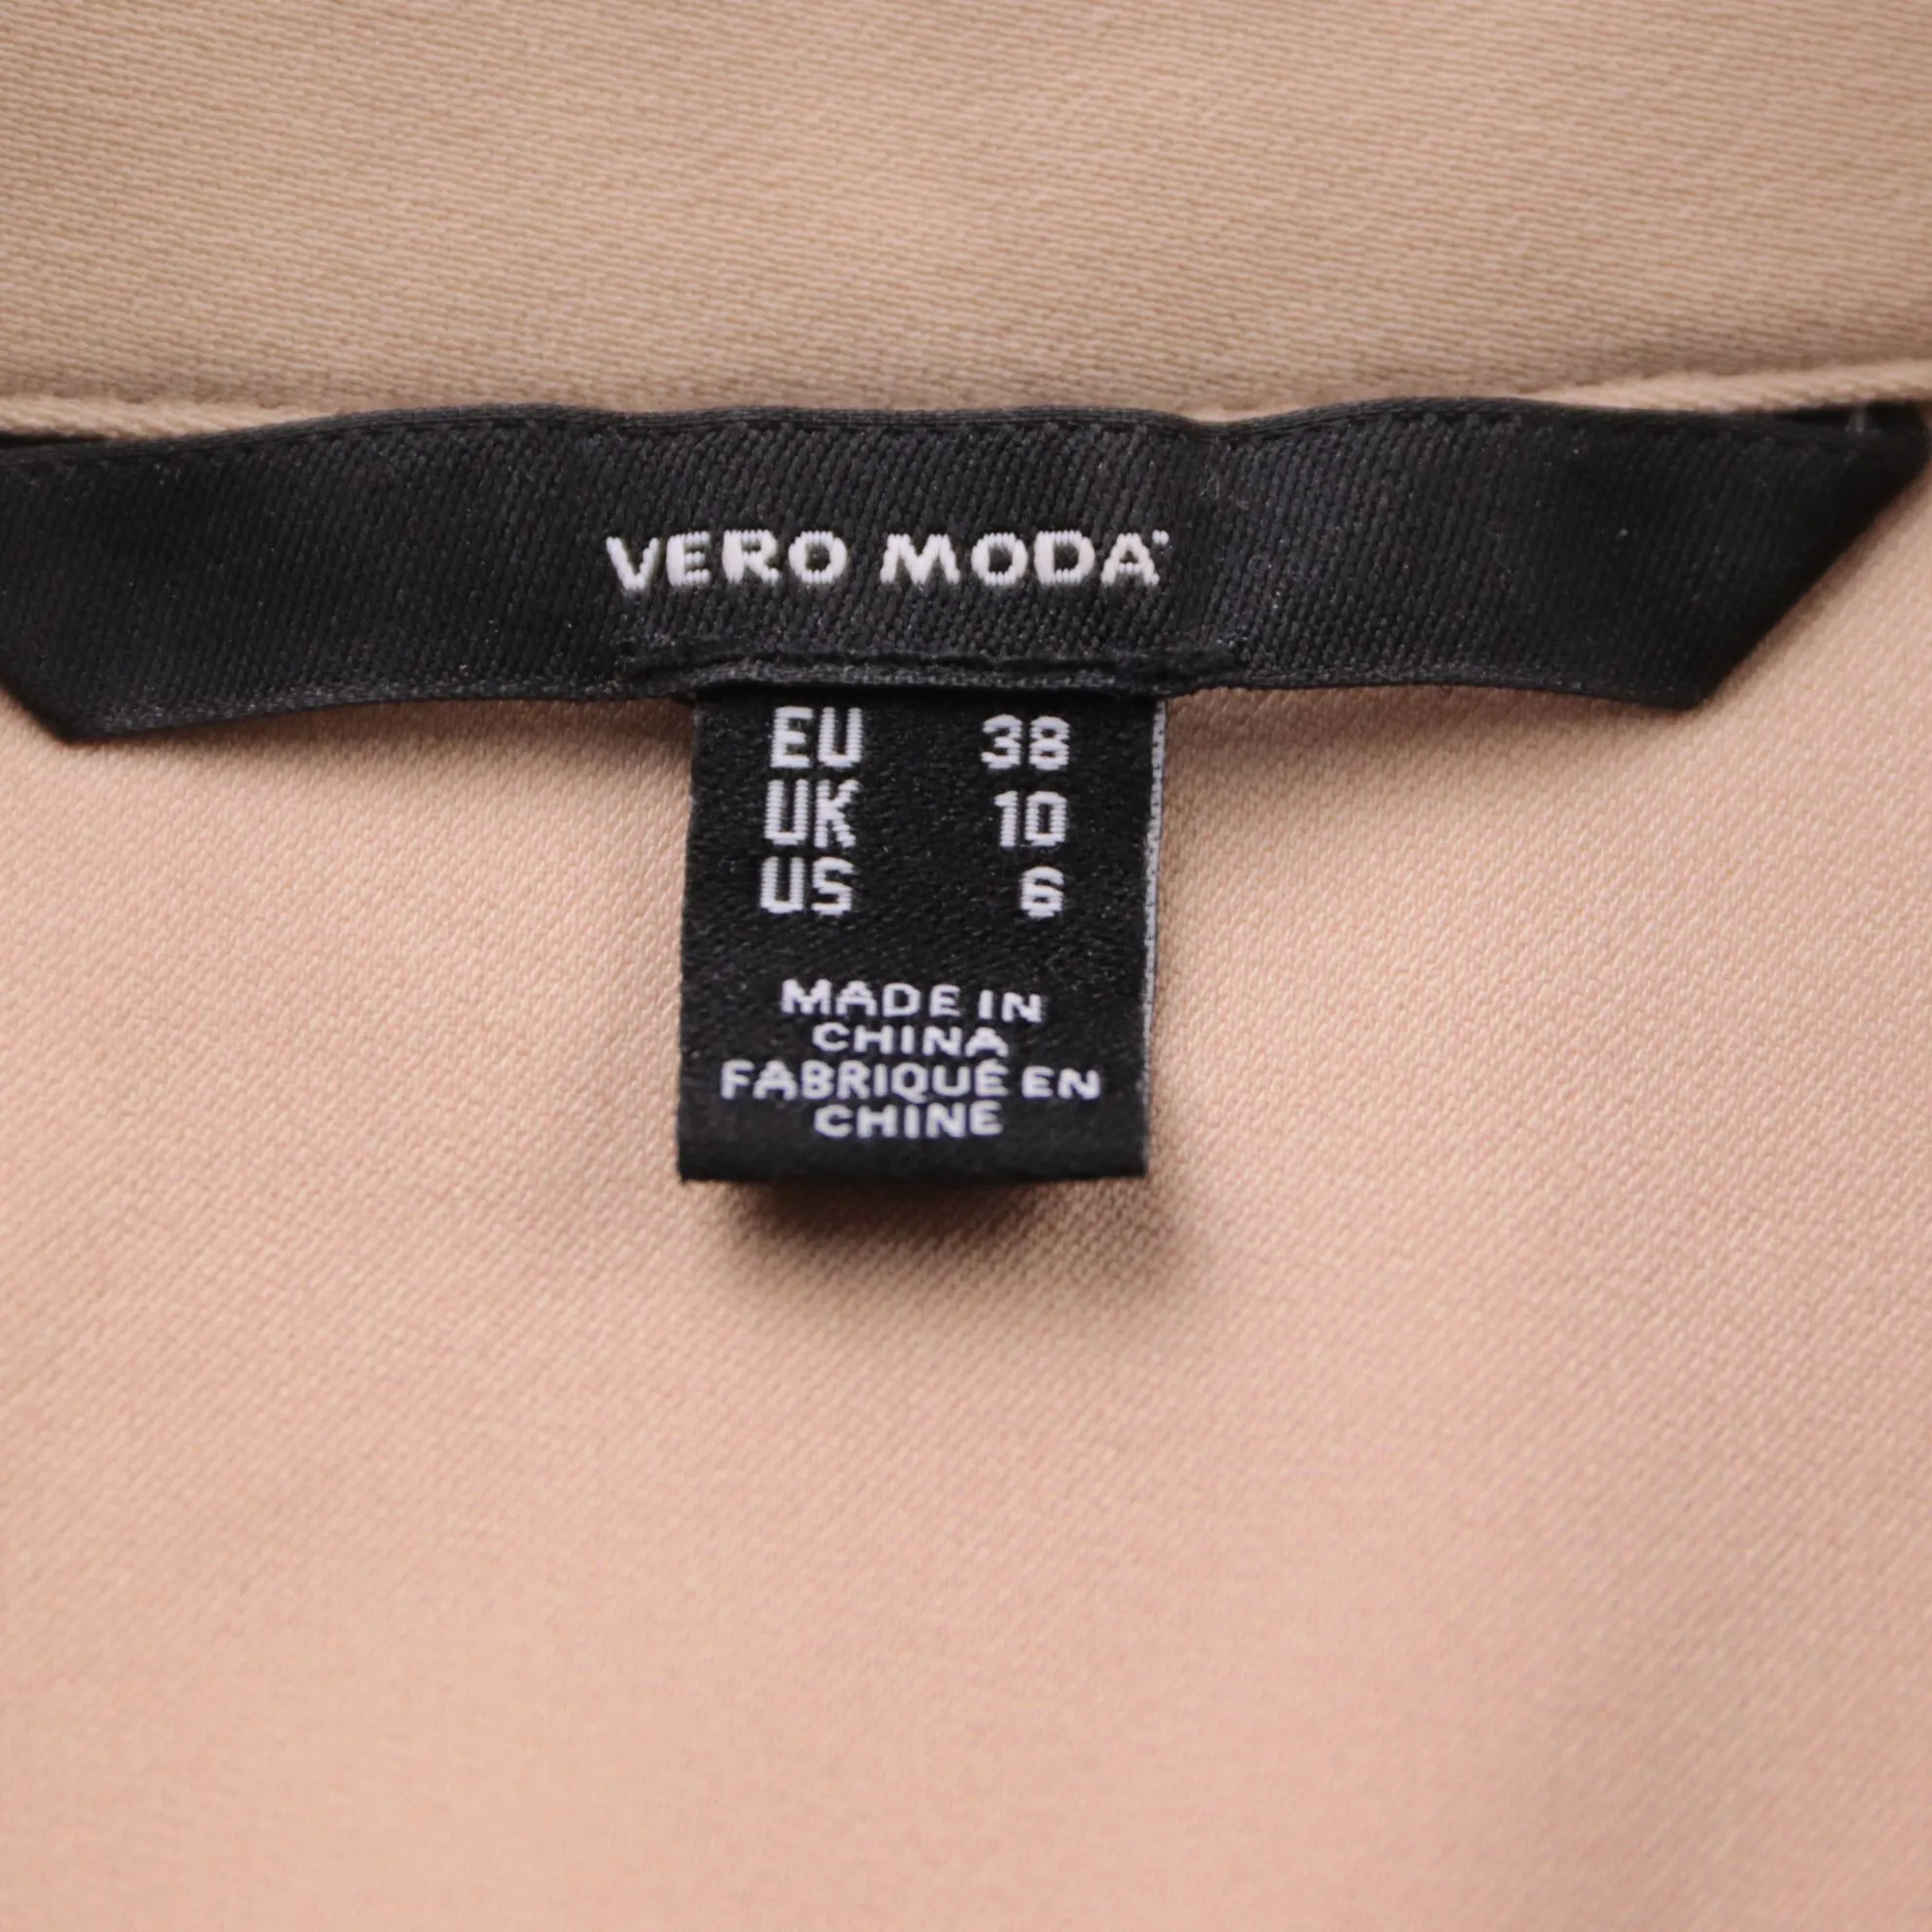 VERO MODA
EU 38
UK 10
US 6
MADE IN
CHINA
FABRIQUÉ EN
CHINE